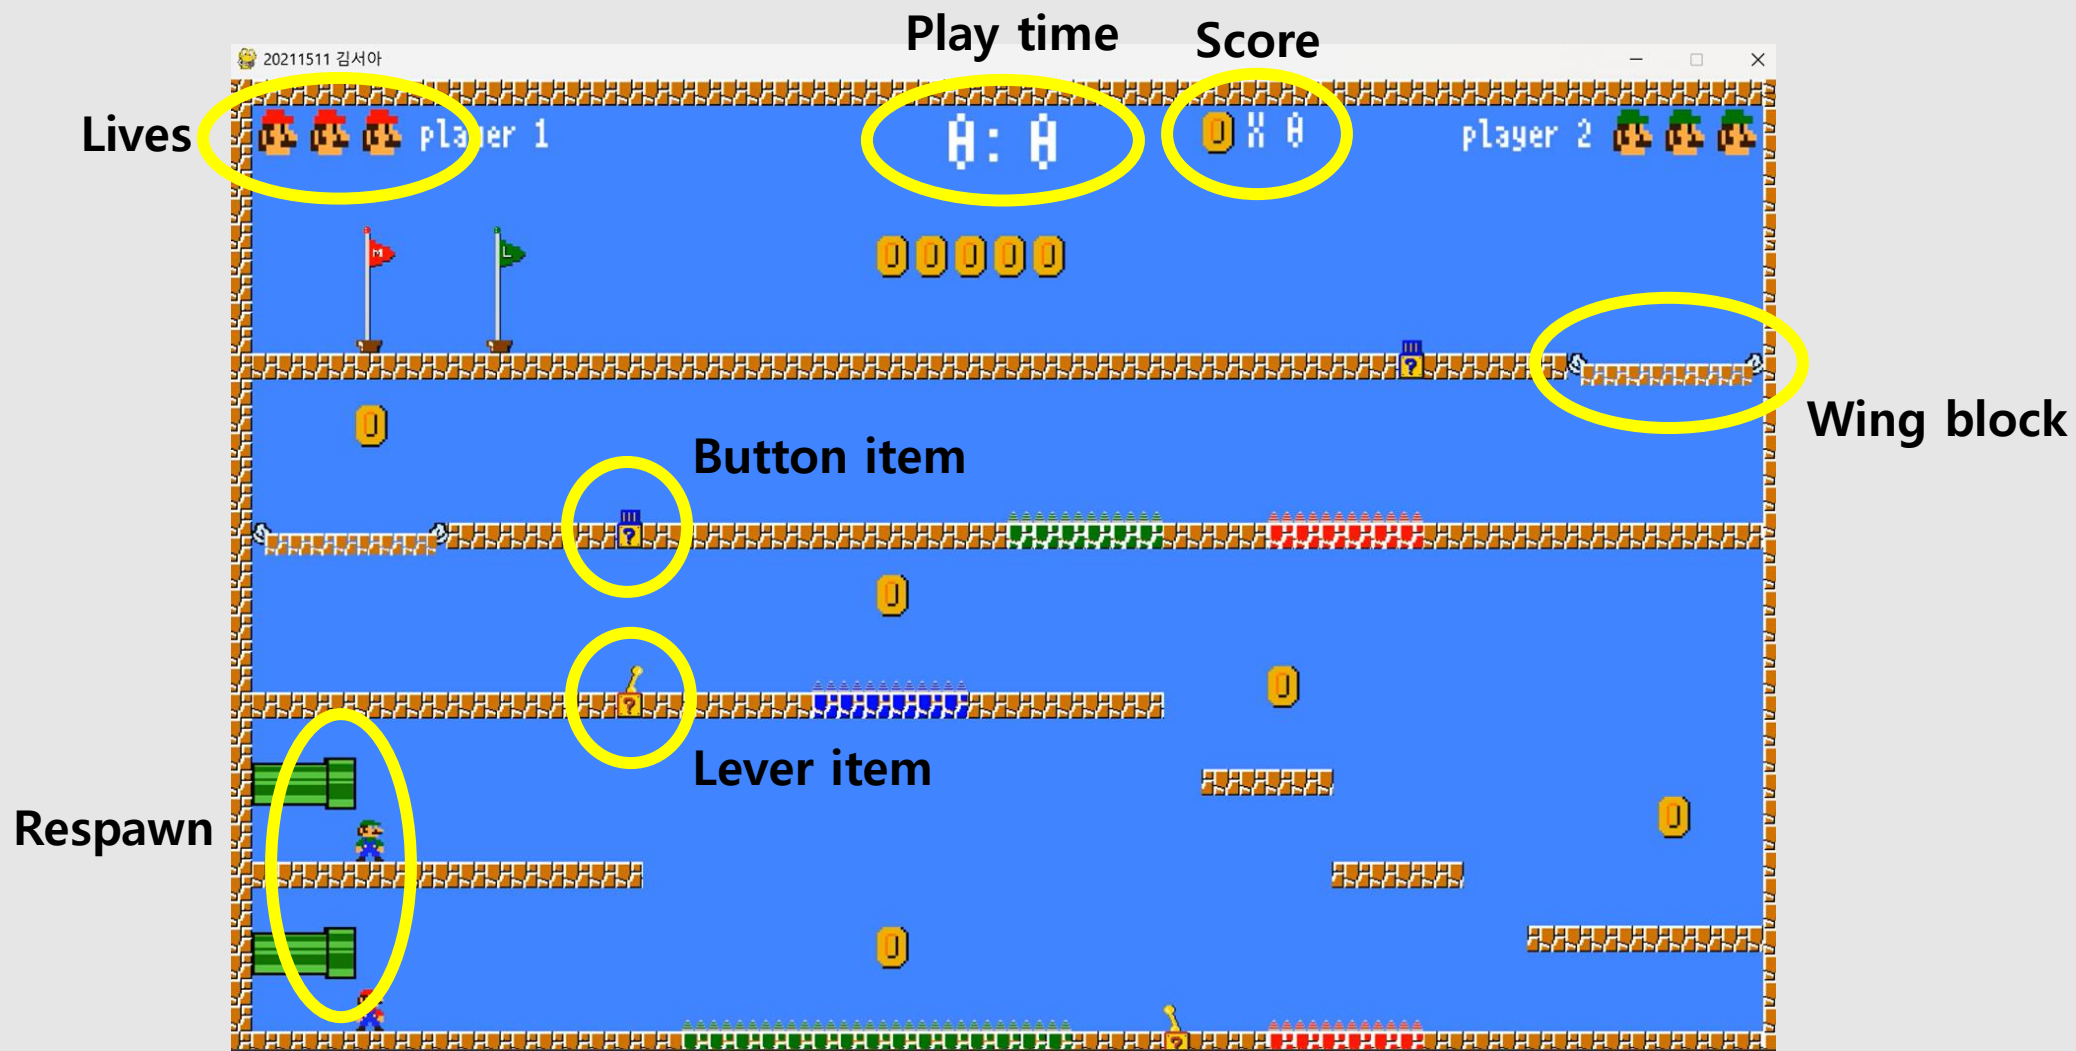 Play time
Score
20211511 김서아
Lives
player 1
0: 0
X 0
player 2
M
L
Wing block
?
Button item
?
?
Lever item
Respawn
?